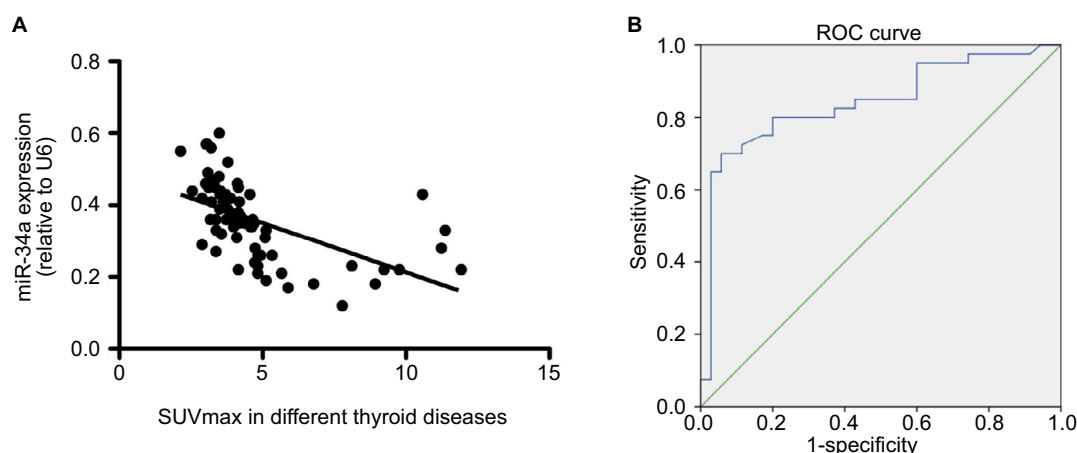 A
miR-34a expression
(relative to U6)
0.8
0.6
0.4
0.2
0.0
0 5 10 15
SUVmax in different thyroid diseases
B
ROC curve
Sensitivity
1.0
0.8
0.6
0.4
0.2
0.0
0.0 0.2 0.4 0.6 0.8 1.0
1-specificity